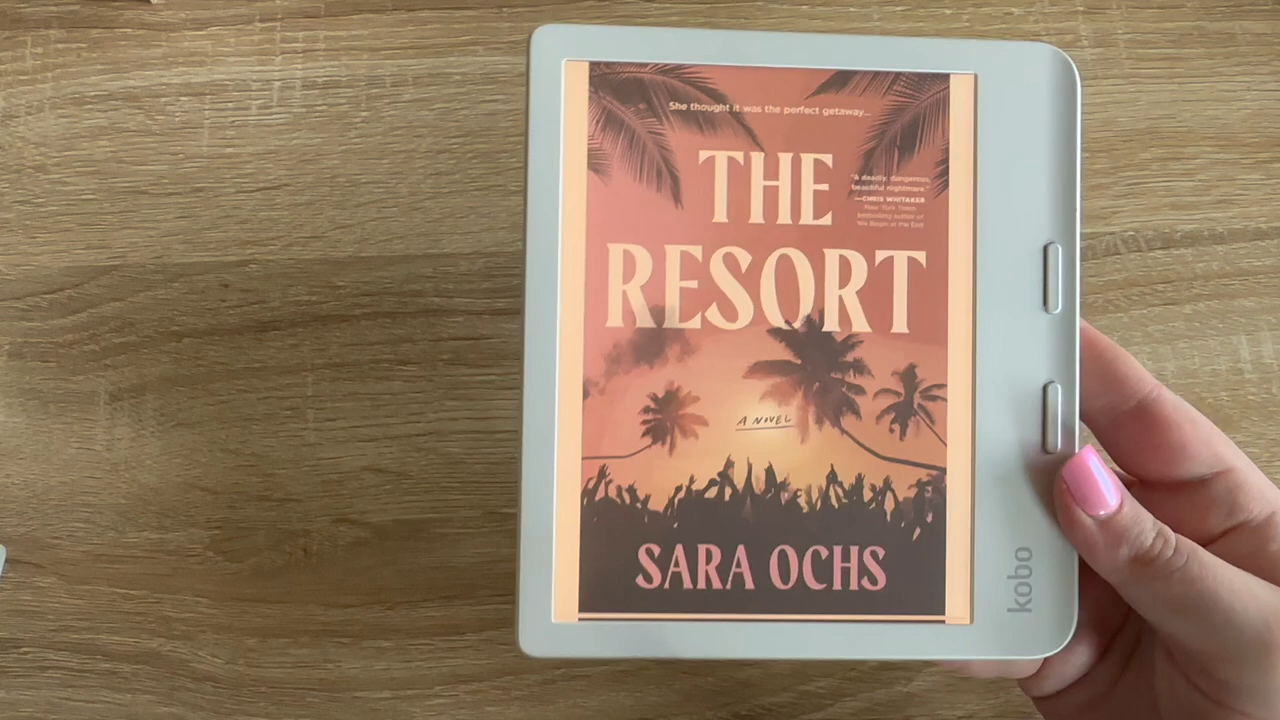 She thought it was the perfect getaway...
THE
RESORT
"A deadly, dangerous,
beautiful nightmare."
—CHRIS WHITAKER
New York Times
bestselling author of
We Begin at the End
A NOVEL
SARA OCHS
kobo